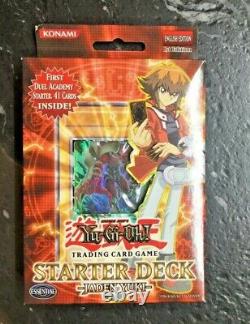 KONAMI
ENGLISH EDITION
1st Edition
FIRST
DUEL ACADEMY
STARTER 41 CARDS
INSIDE!
Yu-Gi-Oh!
TRADING CARD GAME
STARTER DECK
-JADEN YUKI-
ESSENTIAL